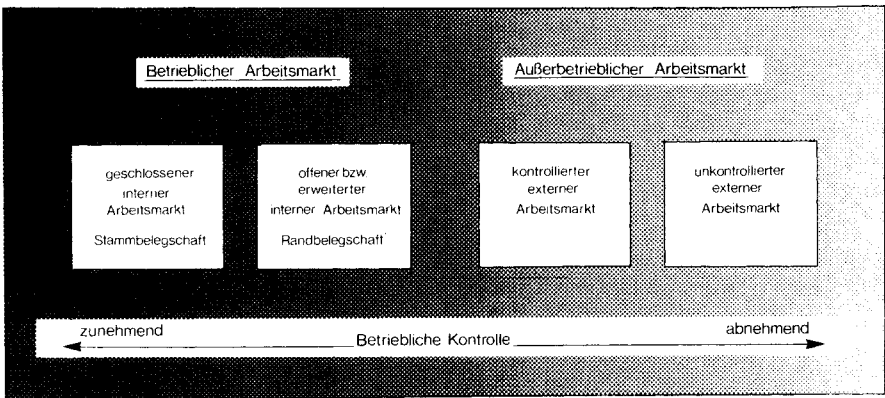 Betrieblicher Arbeitsmarkt
Außerbetrieblicher Arbeitsmarkt
geschlossener
interner
Arbeitsmarkt
Stammbelegschaft
offener bzw.
erweiterter
interner Arbeitsmarkt
Randbelegschaft
kontrollierter
externer
Arbeitsmarkt
unkontrollierter
externer
Arbeitsmarkt
zunehmend
Betriebliche Kontrolle
abnehmend